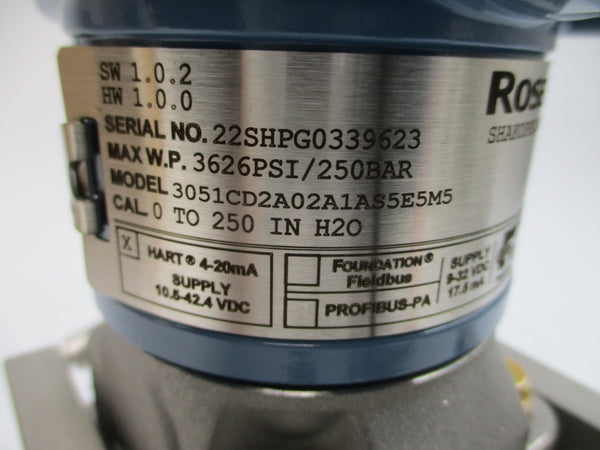 SW 1.0.2
HW 1.0.0
SERIAL NO. 22SHPG0339623
MAX W.P. 3626PSI/250BAR
MODEL 3051CD2A02A1AS5E5M5
CAL 0 TO 250 IN H2O
X HART® 4-20mA
SUPPLY
10.5-42.4 VDC
FOUNDATION®
Fieldbus
PROFIBUS-PA
SUPPLY
9-32 VDC
17.5 mA